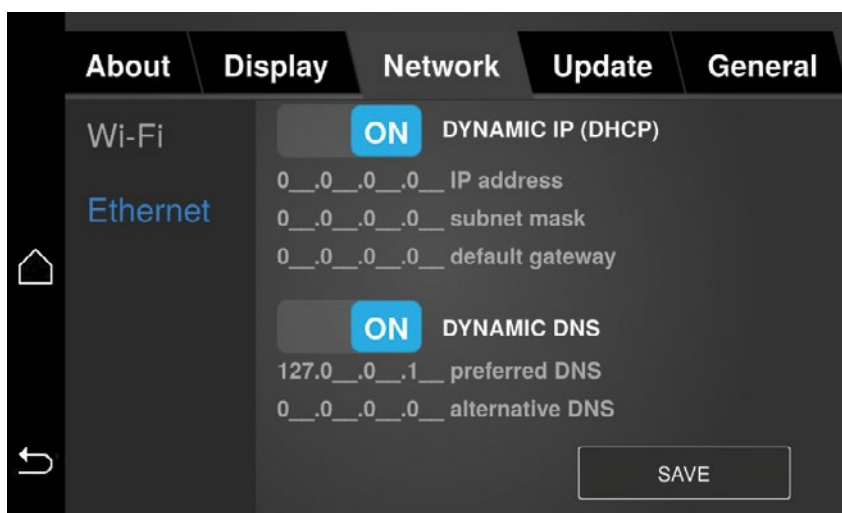 About Display Network Update General
Wi-Fi
Ethernet
ON DYNAMIC IP (DHCP)
0__.0__.0__.0__ IP address
0__.0__.0__.0__ subnet mask
0__.0__.0__.0__ default gateway
ON DYNAMIC DNS
127.0__.0__.1__ preferred DNS
0__.0__.0__.0__ alternative DNS
SAVE